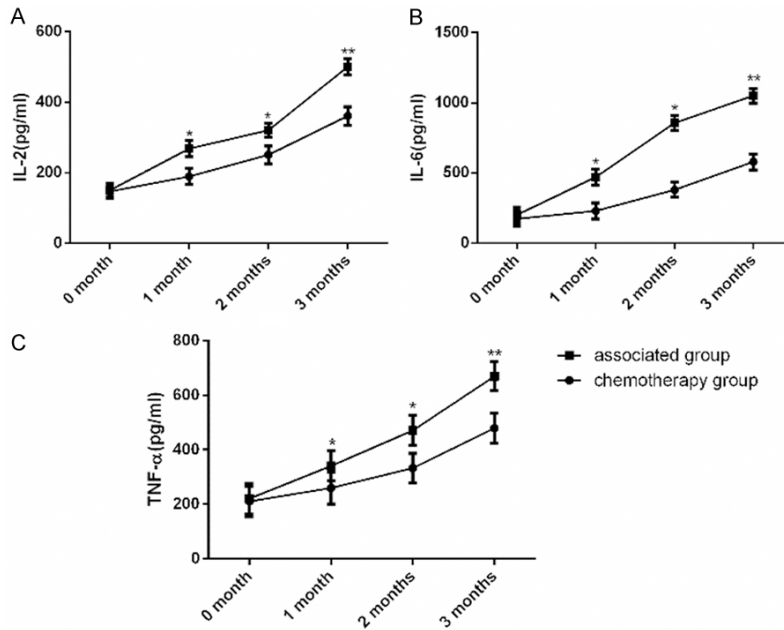 A
IL-2(pg/ml)
600
400
200
0
*
*
**
0 month
1 month
2 months
3 months
B
IL-6(pg/ml)
1500
1000
500
0
*
*
**
0 month
1 month
2 months
3 months
C
TNF-α(pg/ml)
800
600
400
200
0
*
*
**
0 month
1 month
2 months
3 months
associated group
chemotherapy group